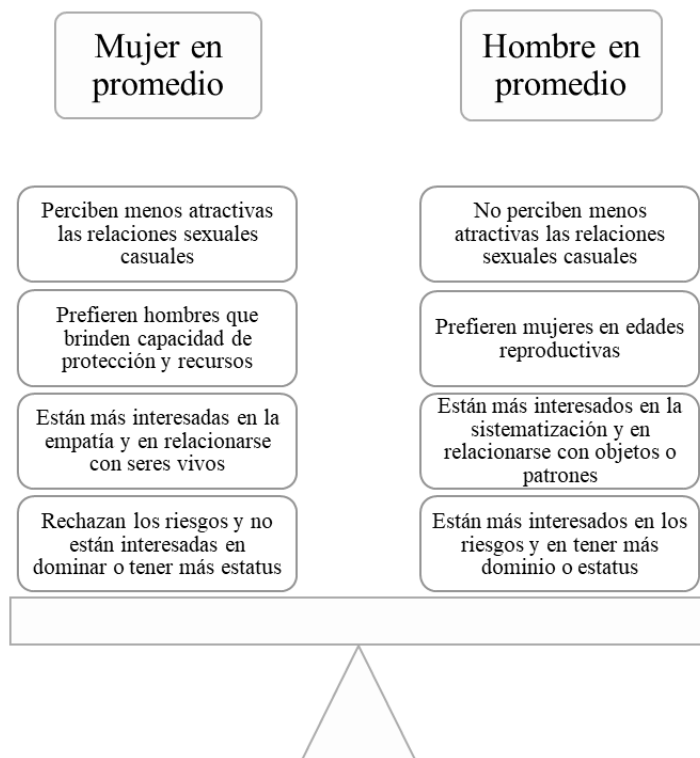 Mujer en
promedio
Hombre en
promedio
Perciben menos atractivas
las relaciones sexuales
casuales
No perciben menos
atractivas las relaciones
sexuales casuales
Prefieren hombres que
brinden capacidad de
protección y recursos
Prefieren mujeres en edades
reproductivas
Están más interesadas en la
empatía y en relacionarse
con seres vivos
Están más interesados en la
sistematización y en
relacionarse con objetos o
patrones
Rechazan los riesgos y no
están interesadas en
dominar o tener más estatus
Están más interesados en los
riesgos y en tener más
dominio o estatus